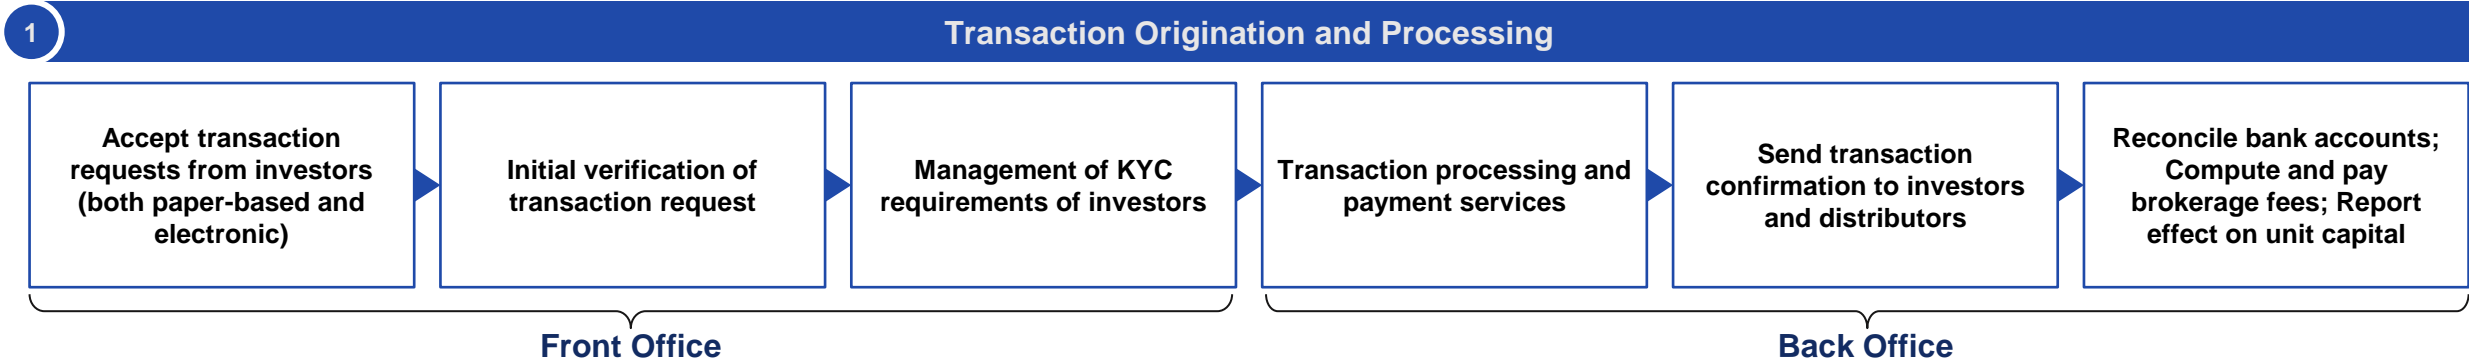 1
Transaction Origination and Processing
Accept transaction
requests from investors
(both paper-based and
electronic)
Initial verification of
transaction request
Management of KYC
requirements of investors
Transaction processing and
payment services
Send transaction
confirmation to investors
and distributors
Reconcile bank accounts;
Compute and pay
brokerage fees; Report
effect on unit capital
Front Office
Back Office